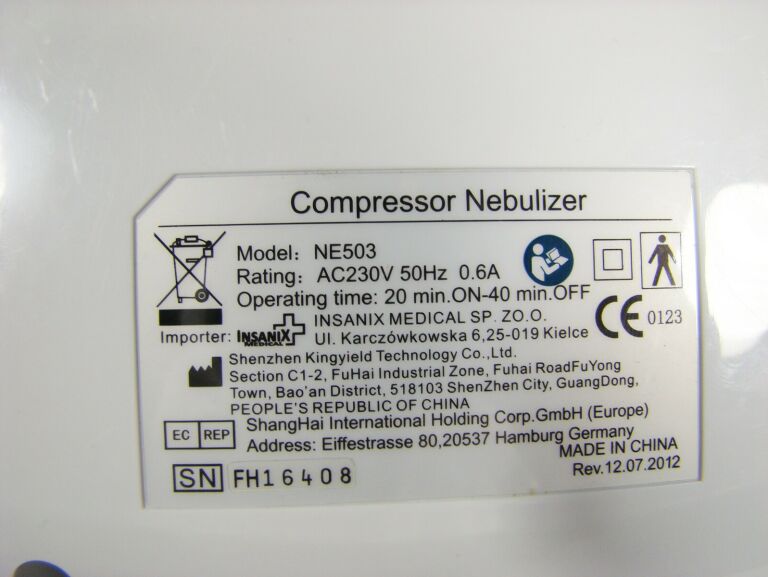 Compressor Nebulizer
Model: NE503
Rating: AC230V 50Hz 0.6A
Operating time: 20 min.ON-40 min.OFF
Importer: INSANIX MEDICAL
INSANIX MEDICAL SP. ZO.O.
Ul. Karczówkowska 6,25-019 Kielce
CE 0123
Shenzhen Kingyield Technology Co.,Ltd.
Section C1-2, FuHai Industrial Zone, Fuhai RoadFuYong
Town, Bao'an District, 518103 ShenZhen City, GuangDong,
PEOPLE'S REPUBLIC OF CHINA
EC REP
ShangHai International Holding Corp.GmbH (Europe)
Address: Eiffestrasse 80,20537 Hamburg Germany
MADE IN CHINA
Rev.12.07.2012
SN FH16408